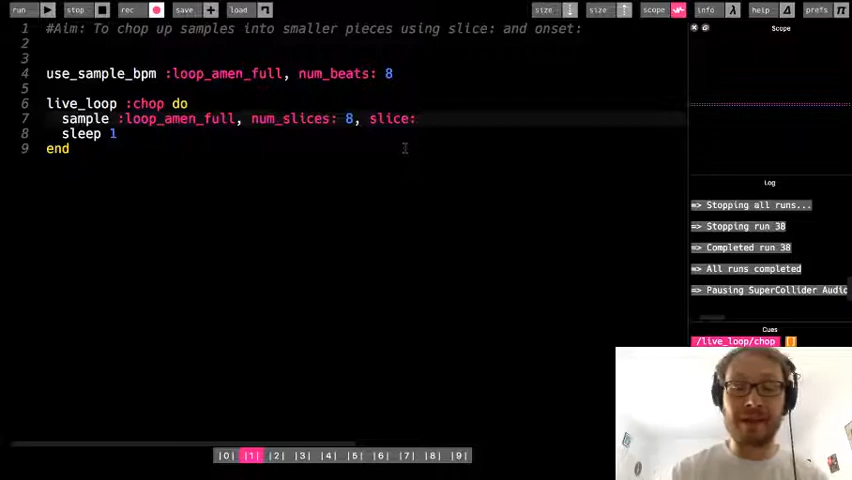 run stop rec save load size size scope info help prefs
1 #Aim: To chop up samples into smaller pieces using slice: and onset:
2
3
4 use_sample_bpm :loop_amen_full, num_beats: 8
5
6 live_loop :chop do
7 sample :loop_amen_full, num_slices: 8, slice:
8 sleep 1
9 end
Scope
Log
=> Stopping all runs...
=> Stopping run 38
=> Completed run 38
=> All runs completed
=> Pausing SuperCollider Audio
Cues
/live_loop/chop []
|0| |1| |2| |3| |4| |5| |6| |7| |8| |9|